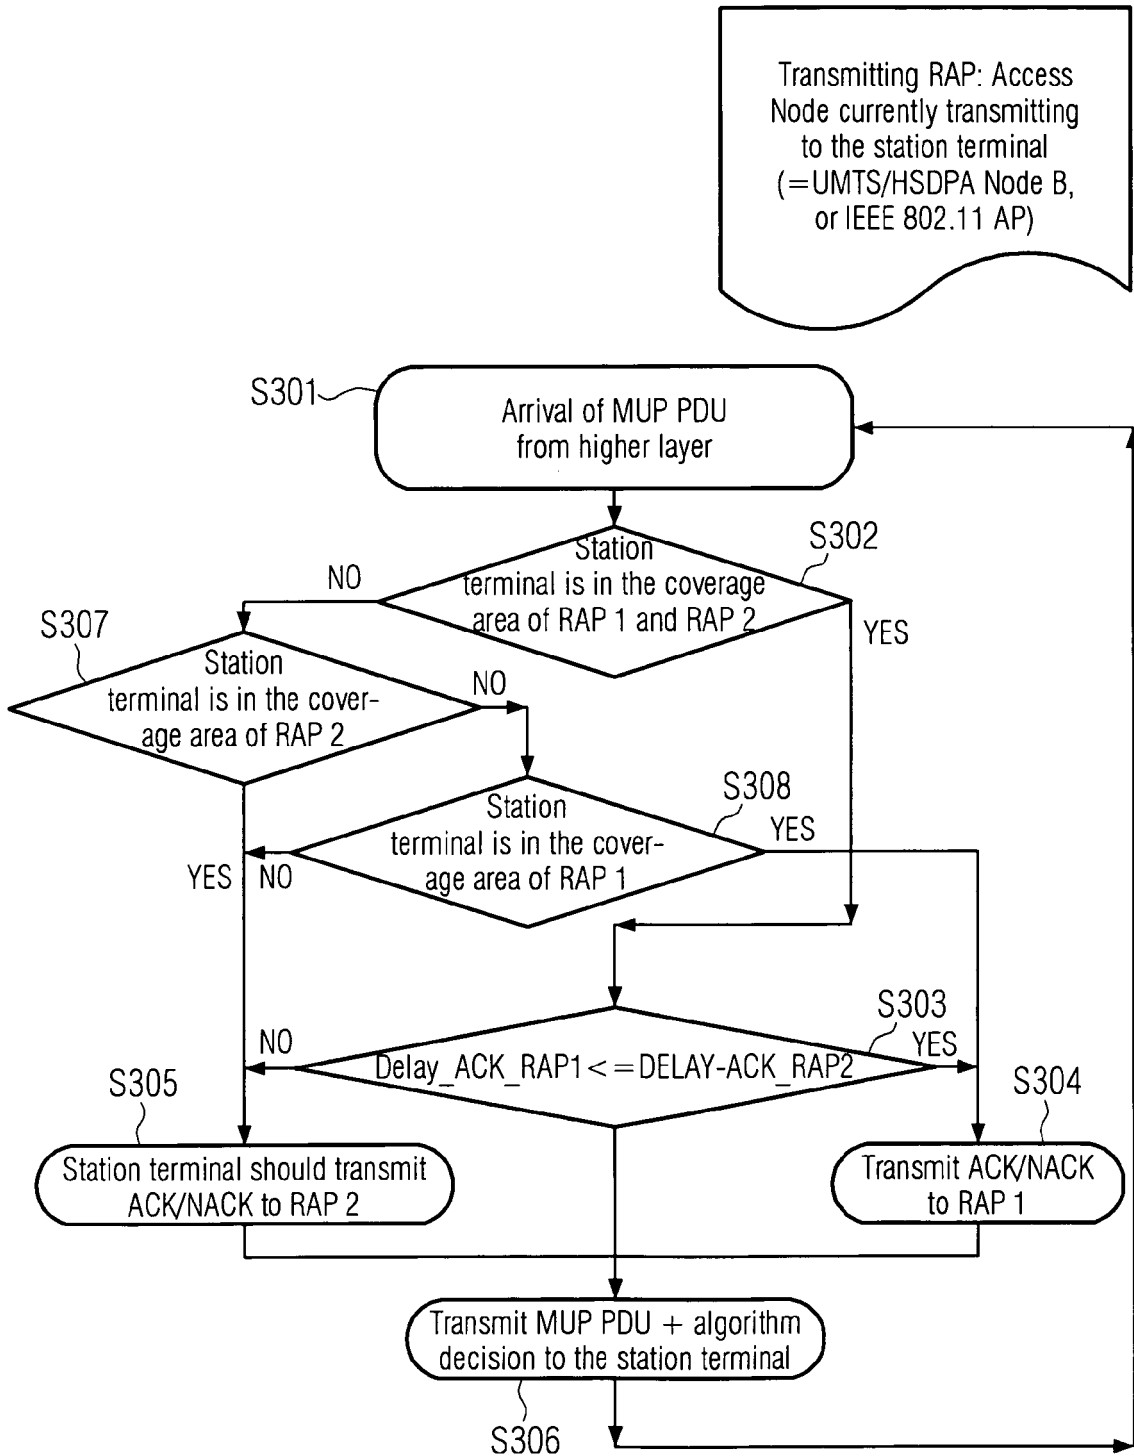 Transmitting RAP: Access
Node currently transmitting
to the station terminal
(=UMTS/HSDPA Node B,
or IEEE 802.11 AP)
S301
Arrival of MUP PDU
from higher layer
S302
Station
terminal is in the coverage
area of RAP 1 and RAP 2
NO
YES
S307
Station
terminal is in the cover-
age area of RAP 2
NO
S308
Station
terminal is in the cover-
age area of RAP 1
YES
YES
NO
S303
Delay_ACK_RAP1<=DELAY-ACK_RAP2
NO
YES
S305
Station terminal should transmit
ACK/NACK to RAP 2
S304
Transmit ACK/NACK
to RAP 1
Transmit MUP PDU + algorithm
decision to the station terminal
S306